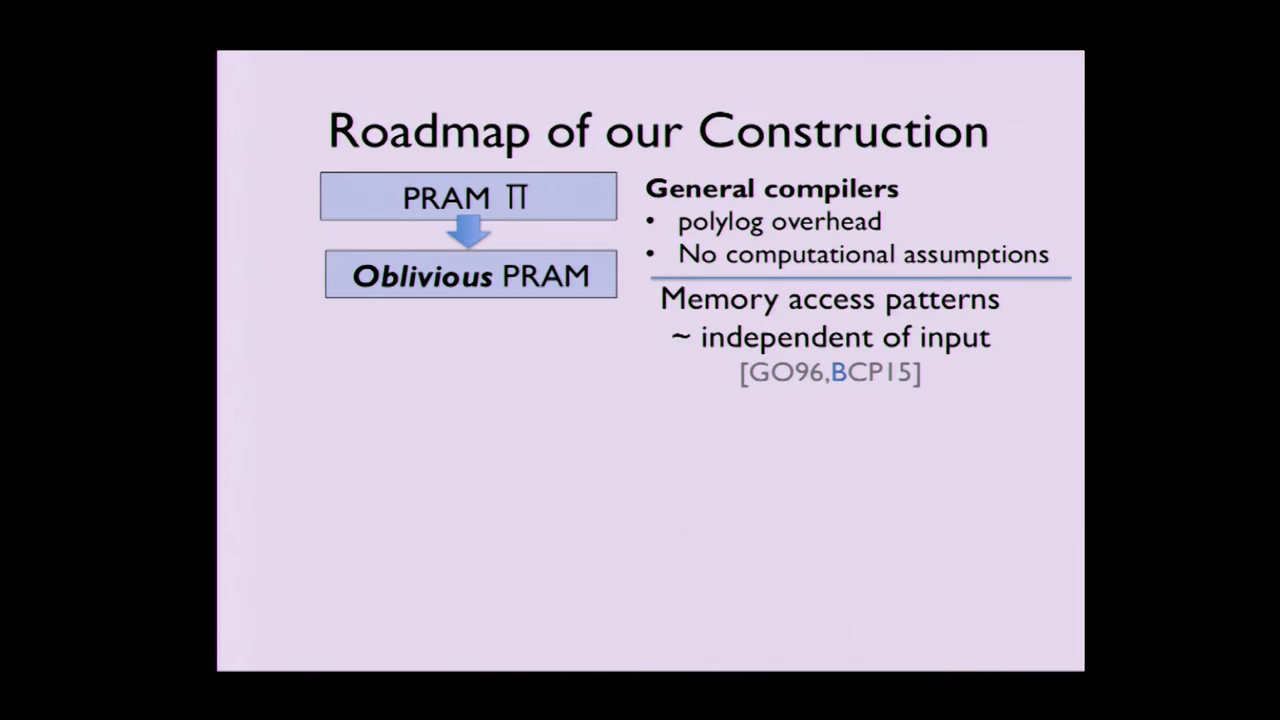 Roadmap of our Construction
PRAM Π
Oblivious PRAM
General compilers
• polylog overhead
• No computational assumptions
Memory access patterns
~ independent of input
[GO96,BCP15]